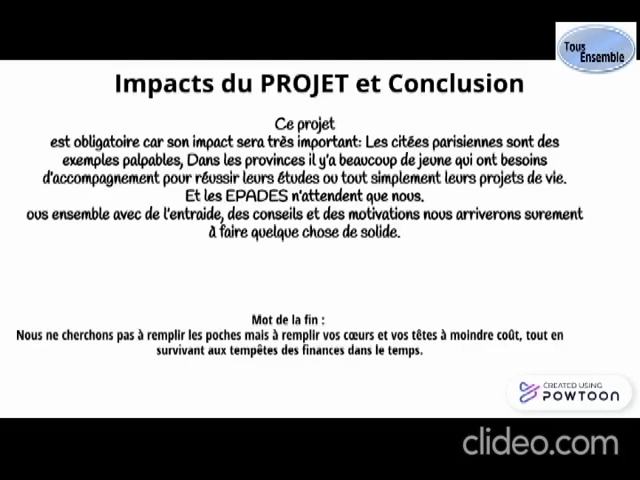 Tous
Ensemble
Impacts du PROJET et Conclusion
Ce projet
est obligatoire car son impact sera très important: Les citées parisiennes sont des
exemples palpables, Dans les provinces il y'a beaucoup de jeune qui ont besoins
d'accompagnement pour réussir leurs études ou tout simplement leurs projets de vie.
Et les EPADES n'attendent que nous.
ous ensemble avec de l'entraide, des conseils et des motivations nous arriverons surement
à faire quelque chose de solide.
Mot de la fin :
Nous ne cherchons pas à remplir les poches mais à remplir vos cœurs et vos têtes à moindre coût, tout en
survivant aux tempêtes des finances dans le temps.
CREATED USING
POWTOON
clideo.com